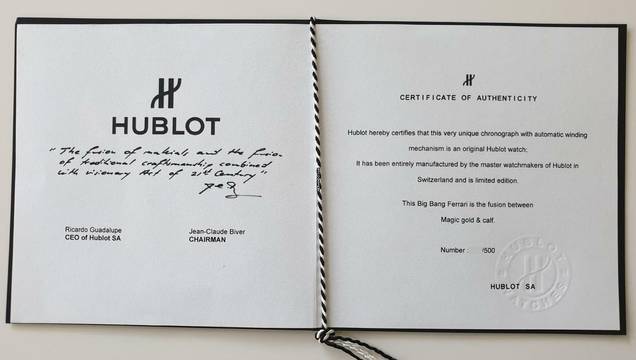 HUBLOT
"The fusion of materials and the fusion
of traditional craftsmanship combined
with visionary Art of 21st Century"
Ricardo Guadalupe
CEO of Hublot SA
Jean-Claude Biver
CHAIRMAN
CERTIFICATE OF AUTHENTICITY
Hublot hereby certifies that this very unique chronograph with automatic winding
mechanism is an original Hublot watch;
It has been entirely manufactured by the master watchmakers of Hublot in
Switzerland and is limited edition.
This Big Bang Ferrari is the fusion between
Magic gold & calf.
Number : /500
HUBLOT SA
HUBLOT
WATCHES